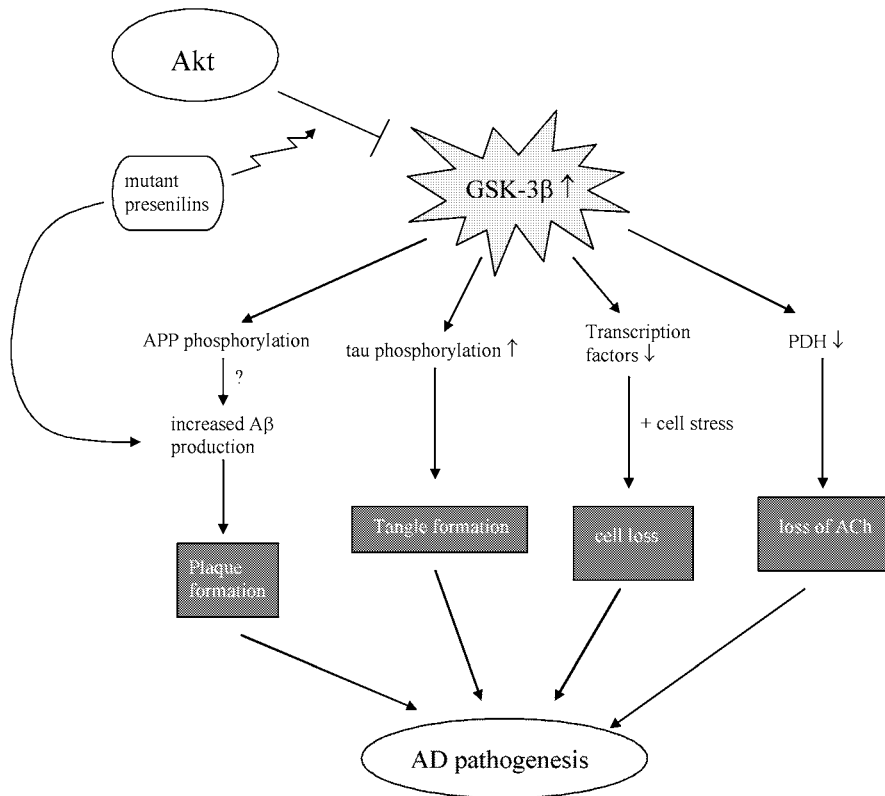 Akt
mutant
presenilins
GSK-3β ↑
APP phosphorylation
tau phosphorylation ↑
Transcription
factors ↓
PDH ↓
?
increased Aβ
production
+ cell stress
Plaque
formation
Tangle formation
cell loss
loss of ACh
AD pathogenesis